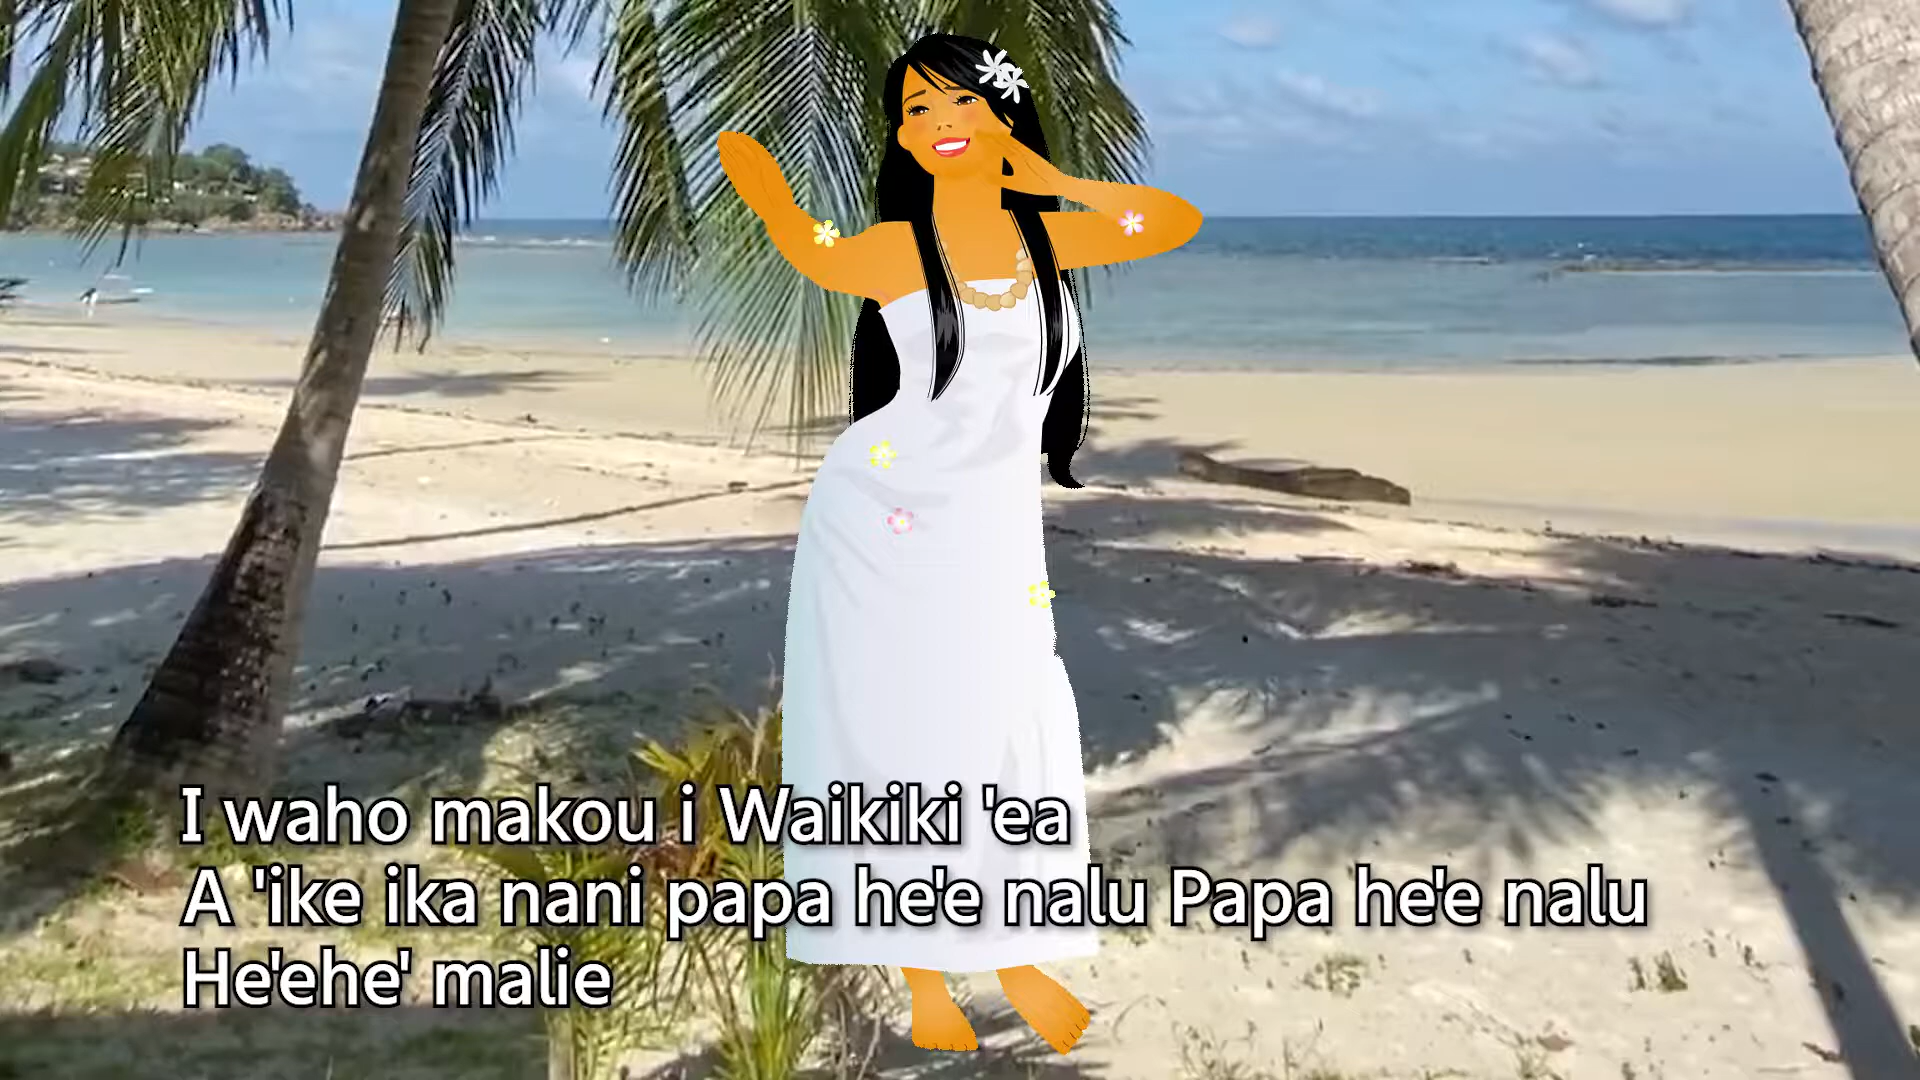 I waho makou i Waikiki 'ea
A 'ike ika nani papa he'e nalu Papa he'e nalu
He'ehe' malie